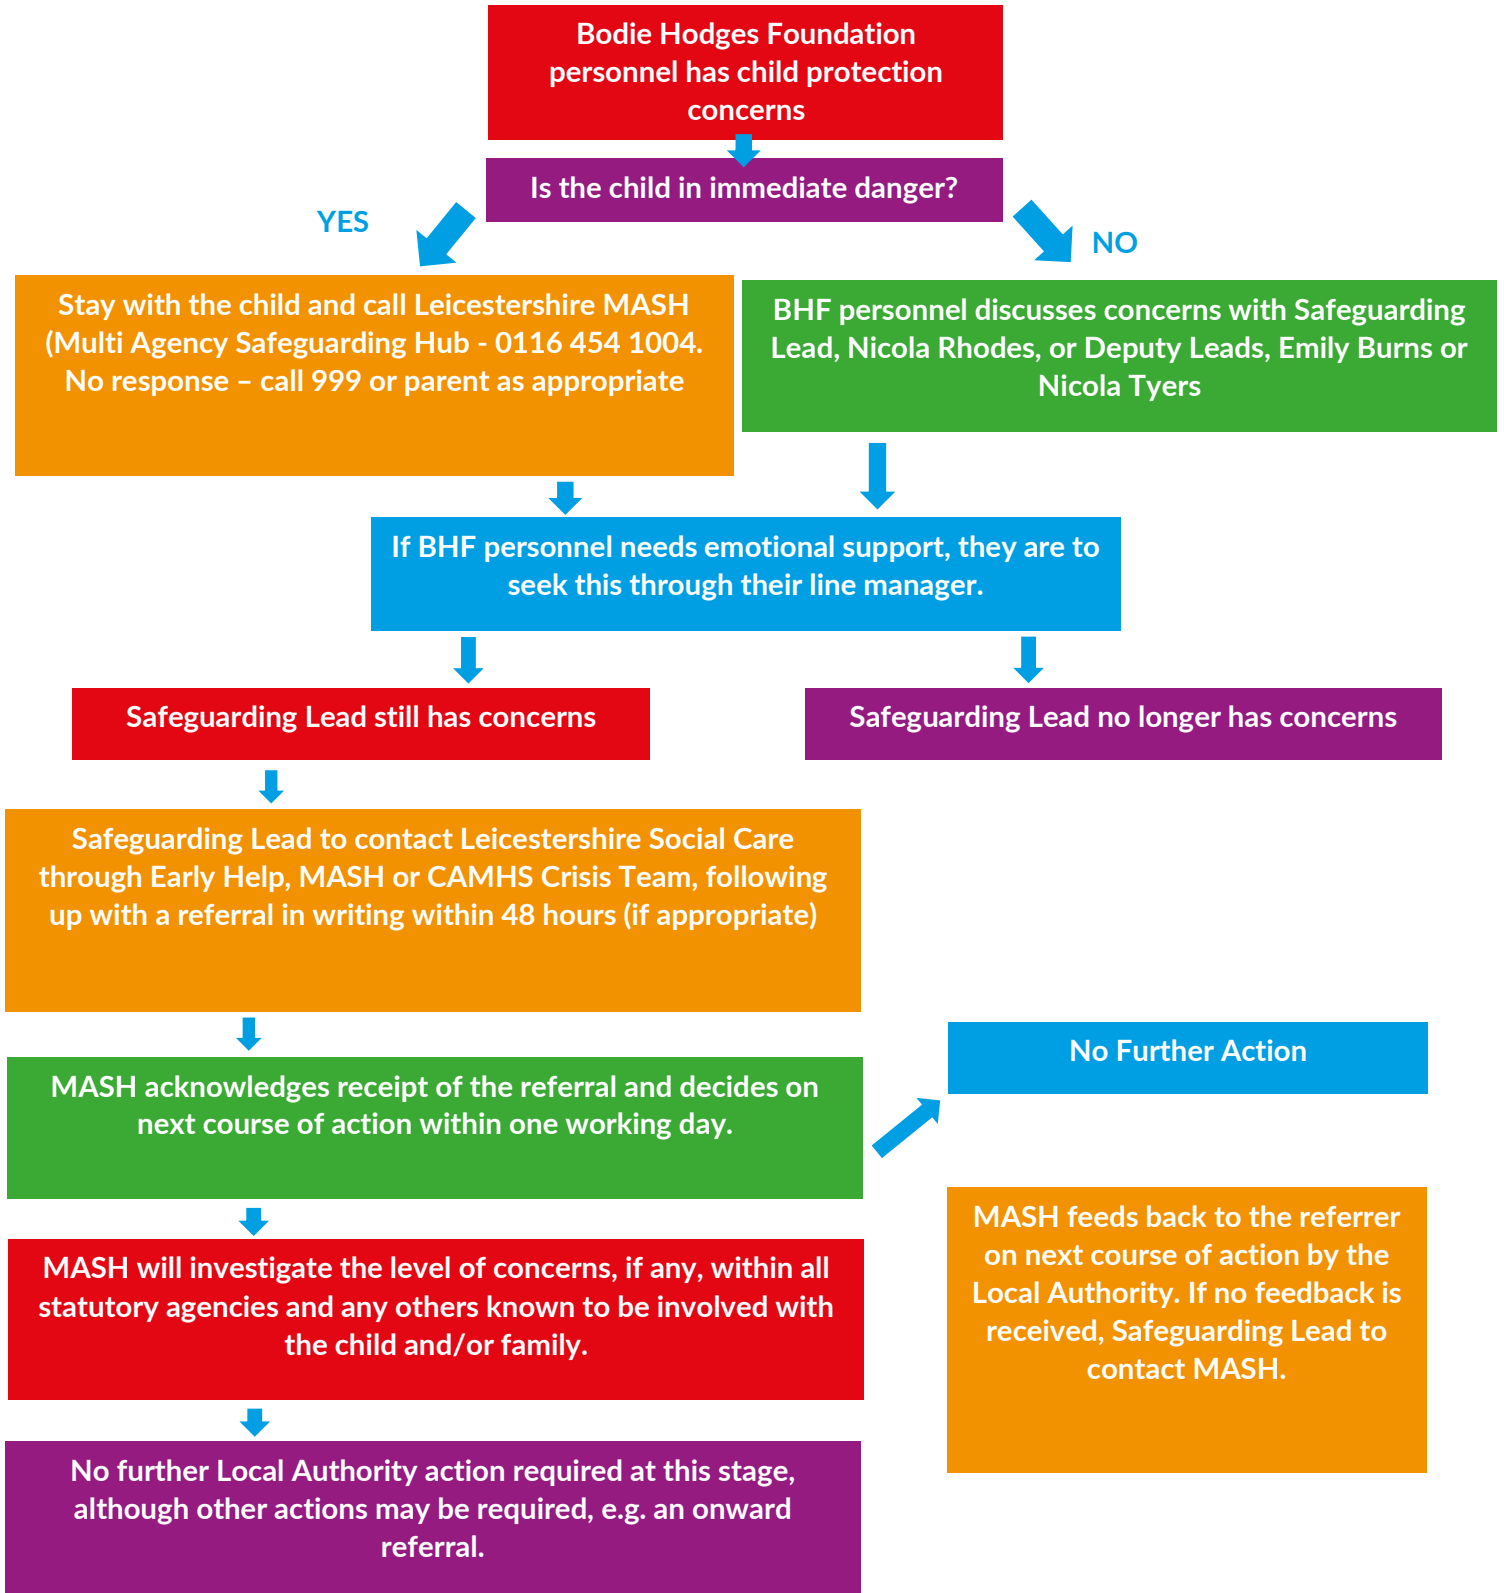 Bodie Hodges Foundation
personnel has child protection
concerns
Is the child in immediate danger?
YES
NO
Stay with the child and call Leicestershire MASH
(Multi Agency Safeguarding Hub - 0116 454 1004.
No response – call 999 or parent as appropriate
BHF personnel discusses concerns with Safeguarding
Lead, Nicola Rhodes, or Deputy Leads, Emily Burns or
Nicola Tyers
If BHF personnel needs emotional support, they are to
seek this through their line manager.
Safeguarding Lead still has concerns
Safeguarding Lead no longer has concerns
Safeguarding Lead to contact Leicestershire Social Care
through Early Help, MASH or CAMHS Crisis Team, following
up with a referral in writing within 48 hours (if appropriate)
No Further Action
MASH acknowledges receipt of the referral and decides on
next course of action within one working day.
MASH feeds back to the referrer
on next course of action by the
Local Authority. If no feedback is
received, Safeguarding Lead to
contact MASH.
MASH will investigate the level of concerns, if any, within all
statutory agencies and any others known to be involved with
the child and/or family.
No further Local Authority action required at this stage,
although other actions may be required, e.g. an onward
referral.